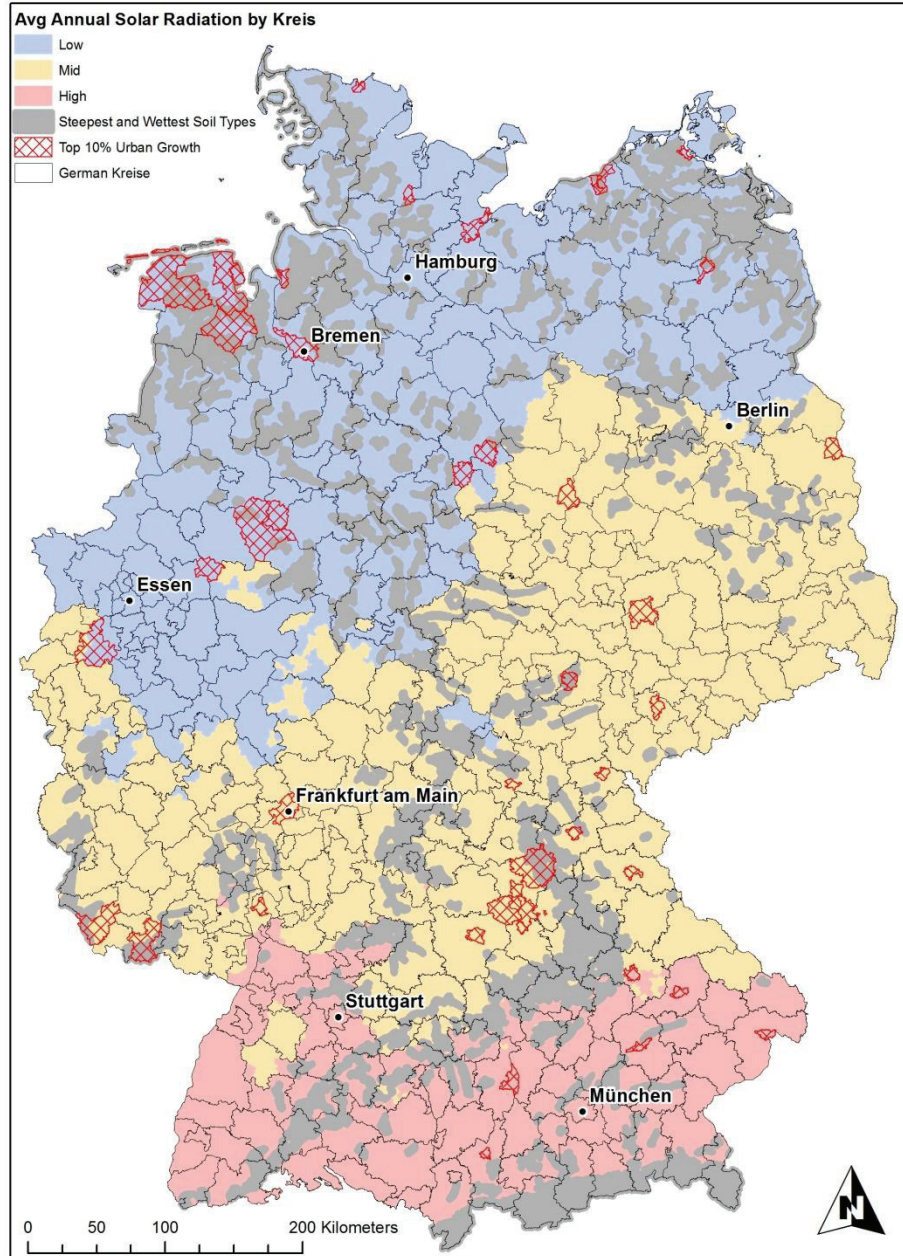 Avg Annual Solar Radiation by Kreis
Low
Mid
High
Steepest and Wettest Soil Types
Top 10% Urban Growth
German Kreise
Hamburg
Bremen
Berlin
Essen
Frankfurt am Main
Stuttgart
München
0 50 100 200 Kilometers
N